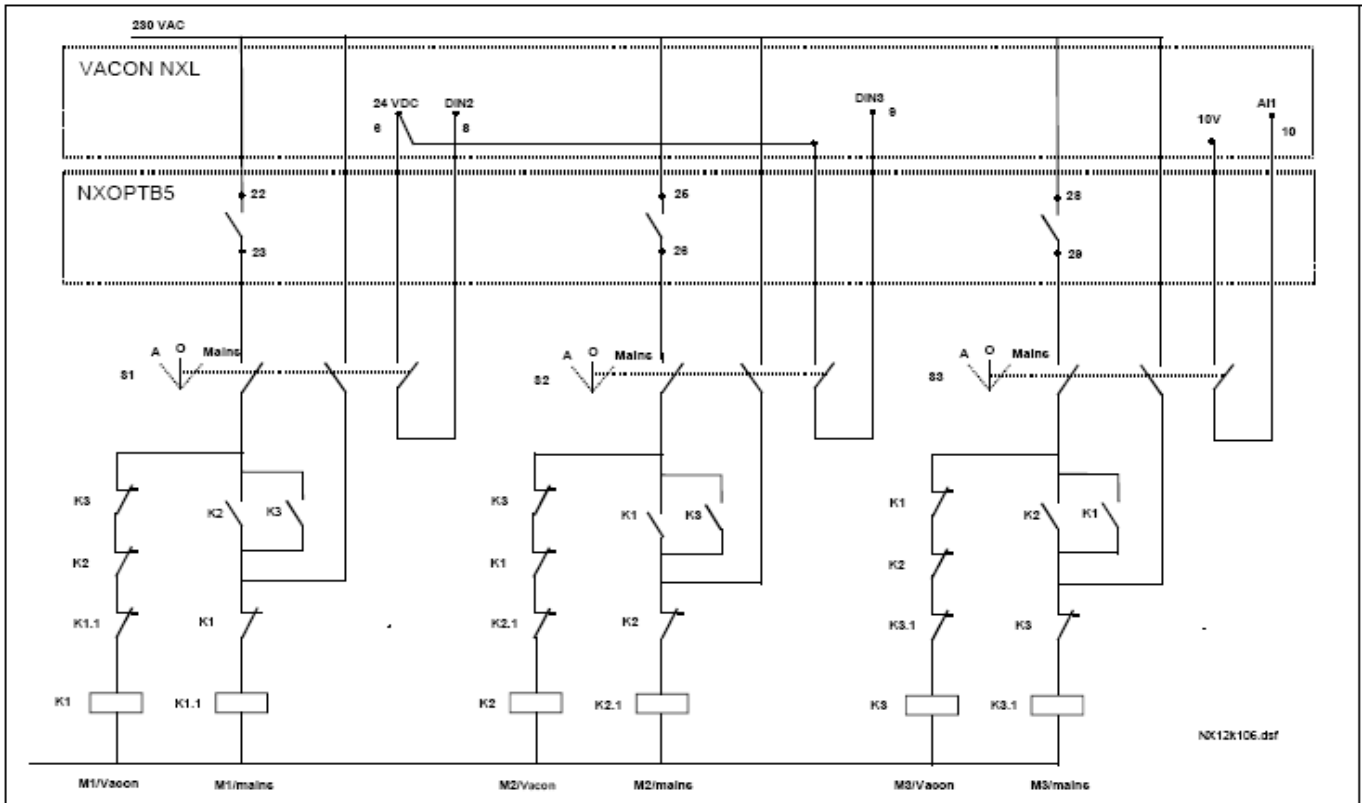 230 VAC
VACON NXL
24 VDC
DIN2
DIN3
AI1
6
8
9
10V
10
NXOPTB5
22
25
28
23
26
29
A O Mains
S1
A O Mains
S2
A O Mains
S3
K3
K2
K3
K3
K1
K3
K1
K2
K1
K2
K1
K2
K1.1
K1
K2.1
K2
K3.1
K3
K1
K1.1
K2
K2.1
K3
K3.1
NX12k106.dsf
M1/Vacon
M1/mains
M2/Vacon
M2/mains
M3/Vacon
M3/mains